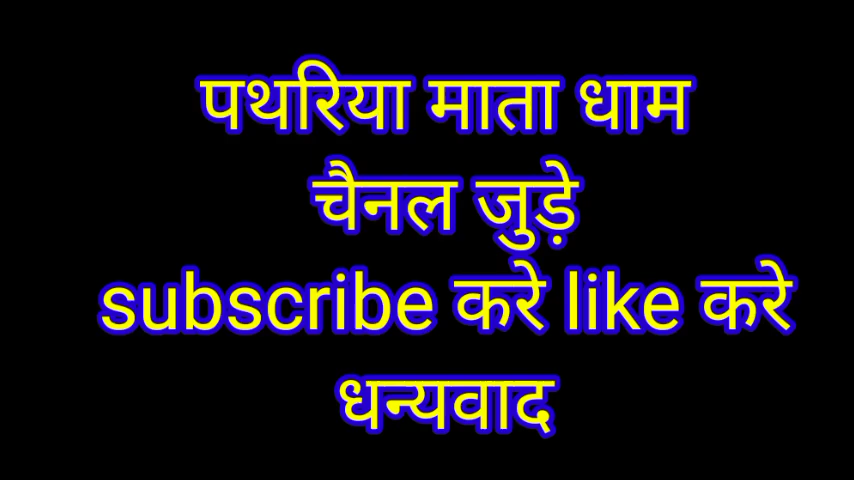 पथरिया माता धाम
चैनल जुड़े
subscribe करे like करे
धन्यवाद